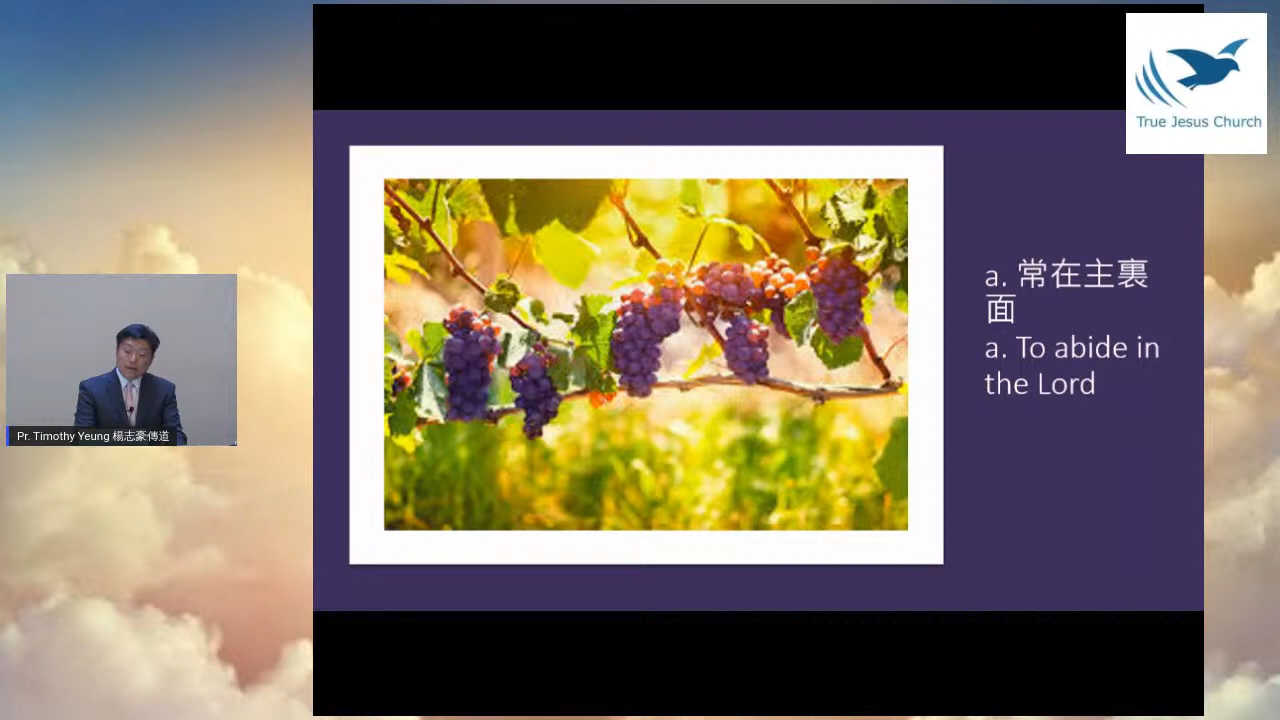 True Jesus Church
a. 常在主裏
面
a. To abide in
the Lord
Pr. Timothy Yeung 楊志豪傳道